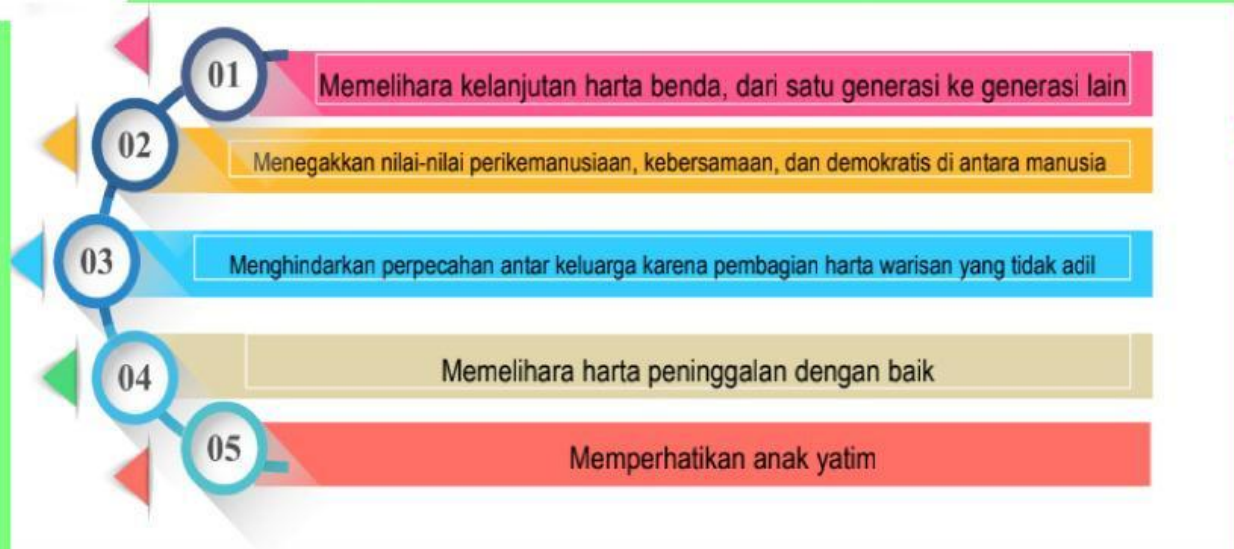 01
Memelihara kelanjutan harta benda, dari satu generasi ke generasi lain
02
Menegakkan nilai-nilai perikemanusiaan, kebersamaan, dan demokratis di antara manusia
03
Menghindarkan perpecahan antar keluarga karena pembagian harta warisan yang tidak adil
04
Memelihara harta peninggalan dengan baik
05
Memperhatikan anak yatim